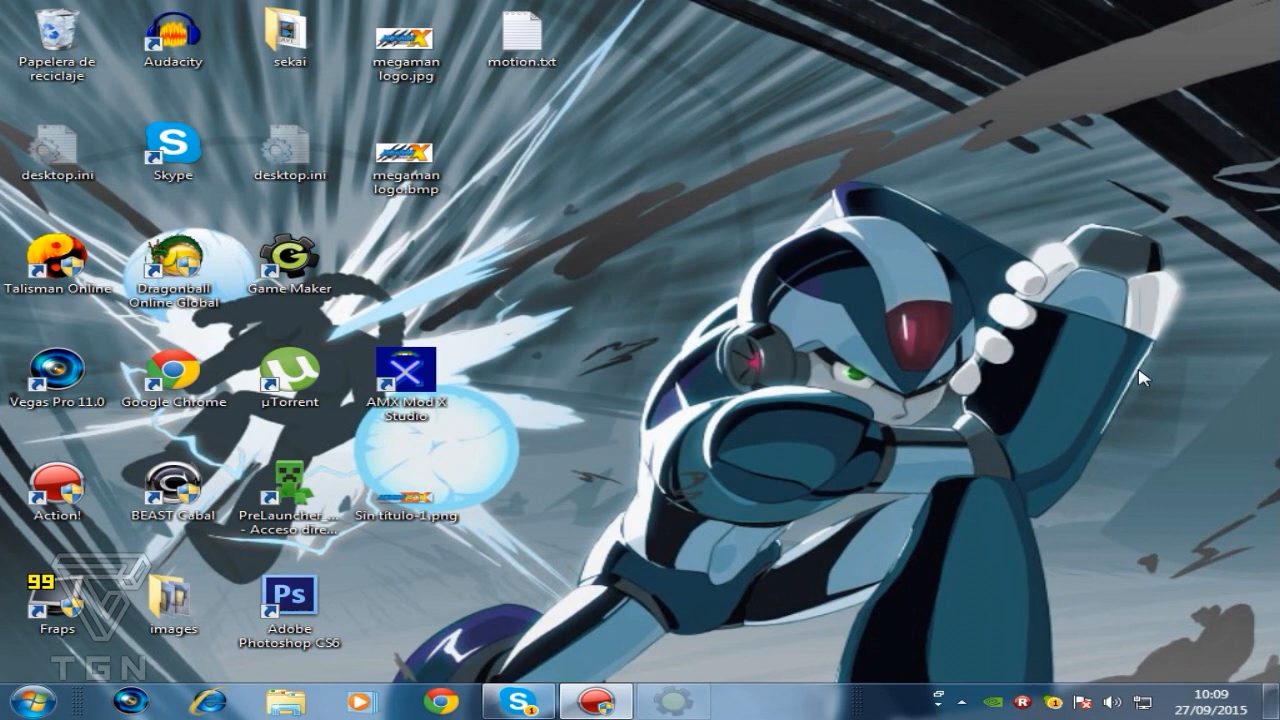 Papelera de
reciclaje
Audacity
sekai
megaman
logo.jpg
motion.txt
desktop.ini
Skype
desktop.ini
megaman
logo.bmp
Talisman Online
Dragonball
Online Global
Game Maker
Vegas Pro 11.0
Google Chrome
µTorrent
AMX Mod X
Studio
Action!
BEAST Cabal
PreLauncher_...
- Acceso dire...
Sin título-1.png
99
Fraps
images
Ps
Adobe
Photoshop CS6
TGN
10:09
27/09/2015